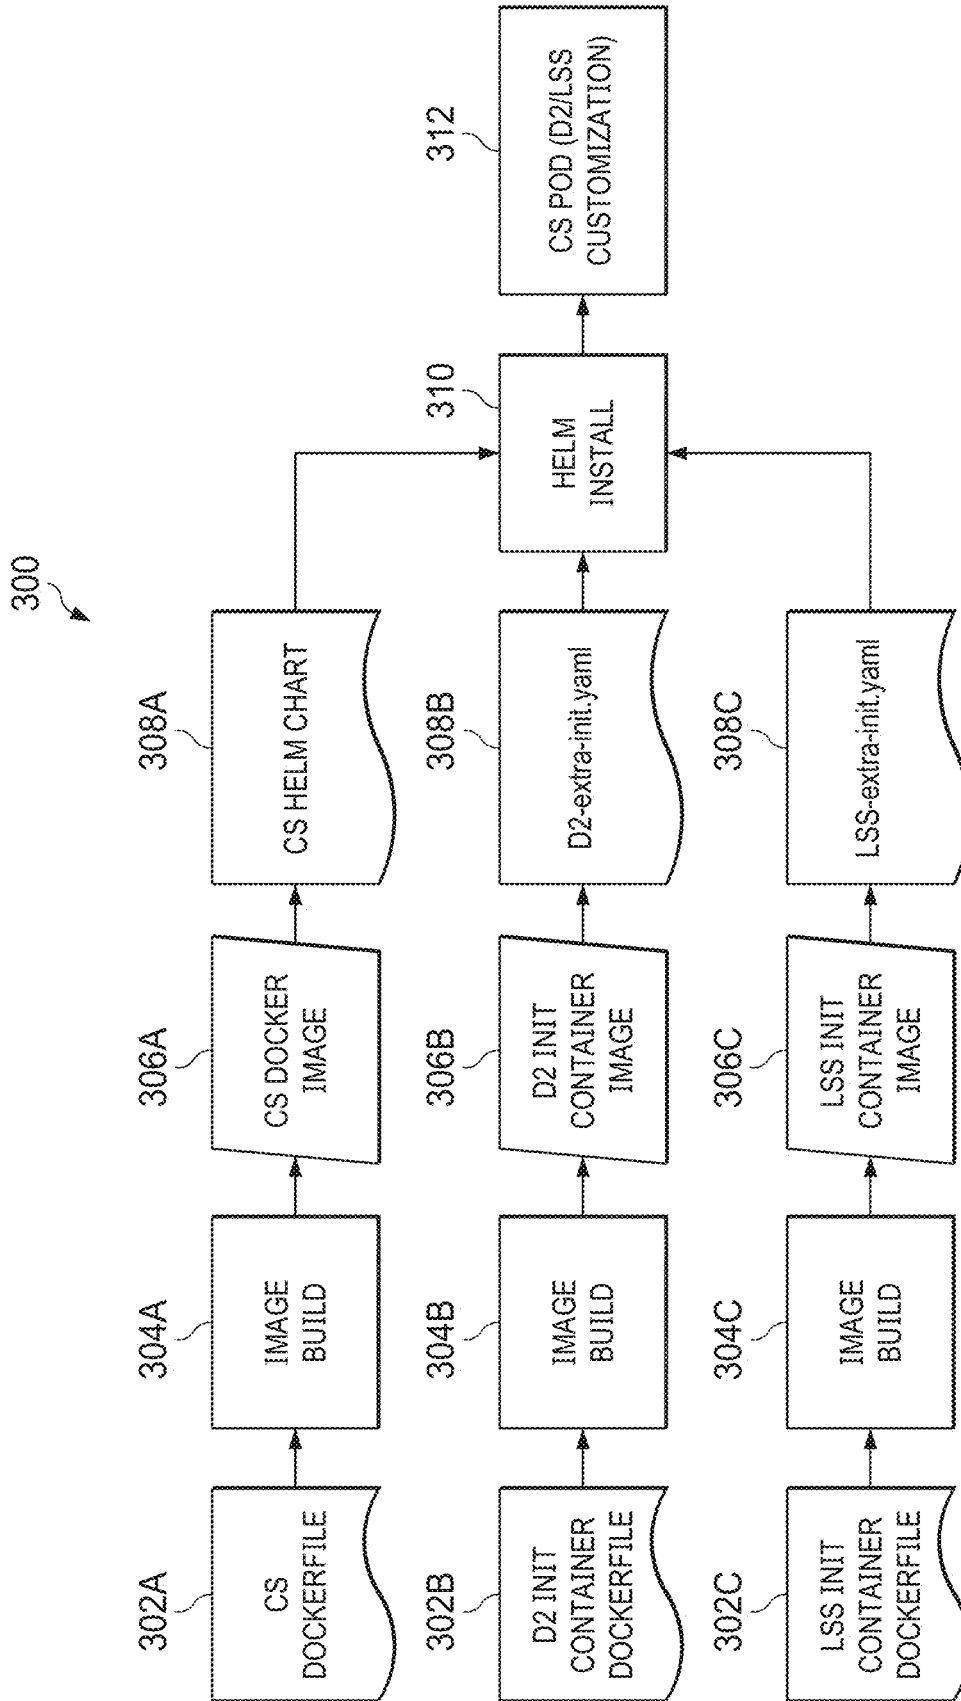 300
302A
CS
DOCKERFILE
304A
IMAGE
BUILD
306A
CS DOCKER
IMAGE
308A
CS HELM CHART
302B
D2 INIT
CONTAINER
DOCKERFILE
304B
IMAGE
BUILD
306B
D2 INIT
CONTAINER
IMAGE
308B
D2-extra-init.yaml
310
HELM
INSTALL
312
CS POD (D2/LSS
CUSTOMIZATION)
302C
LSS INIT
CONTAINER
DOCKERFILE
304C
IMAGE
BUILD
306C
LSS INIT
CONTAINER
IMAGE
308C
LSS-extra-init.yaml